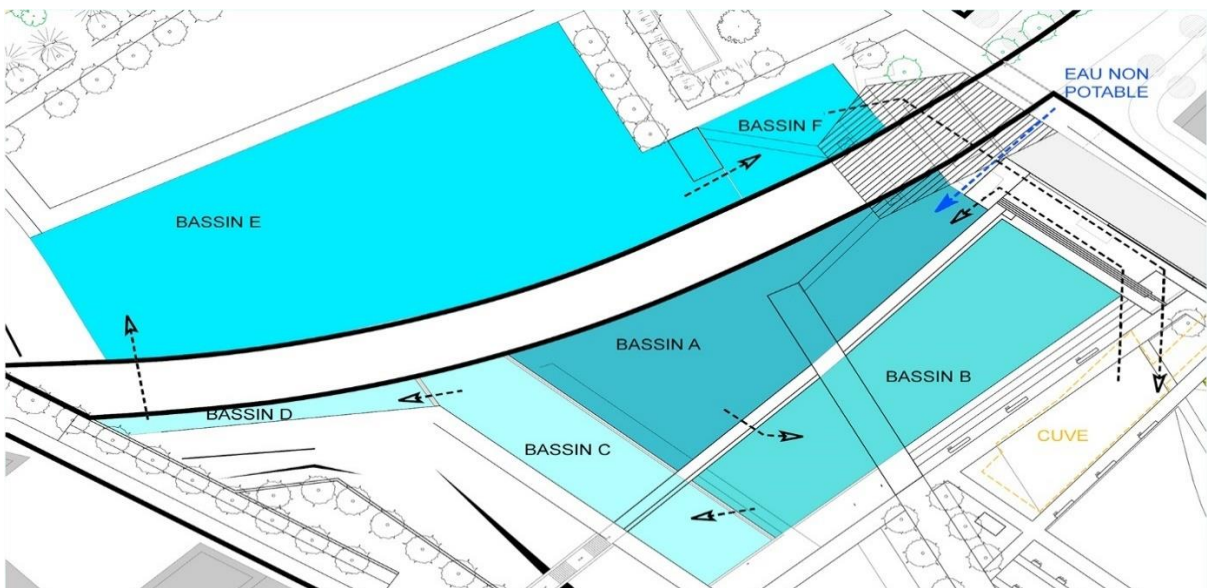 EAU NON
POTABLE
BASSIN F
BASSIN E
BASSIN A
BASSIN B
BASSIN D
BASSIN C
CUVE